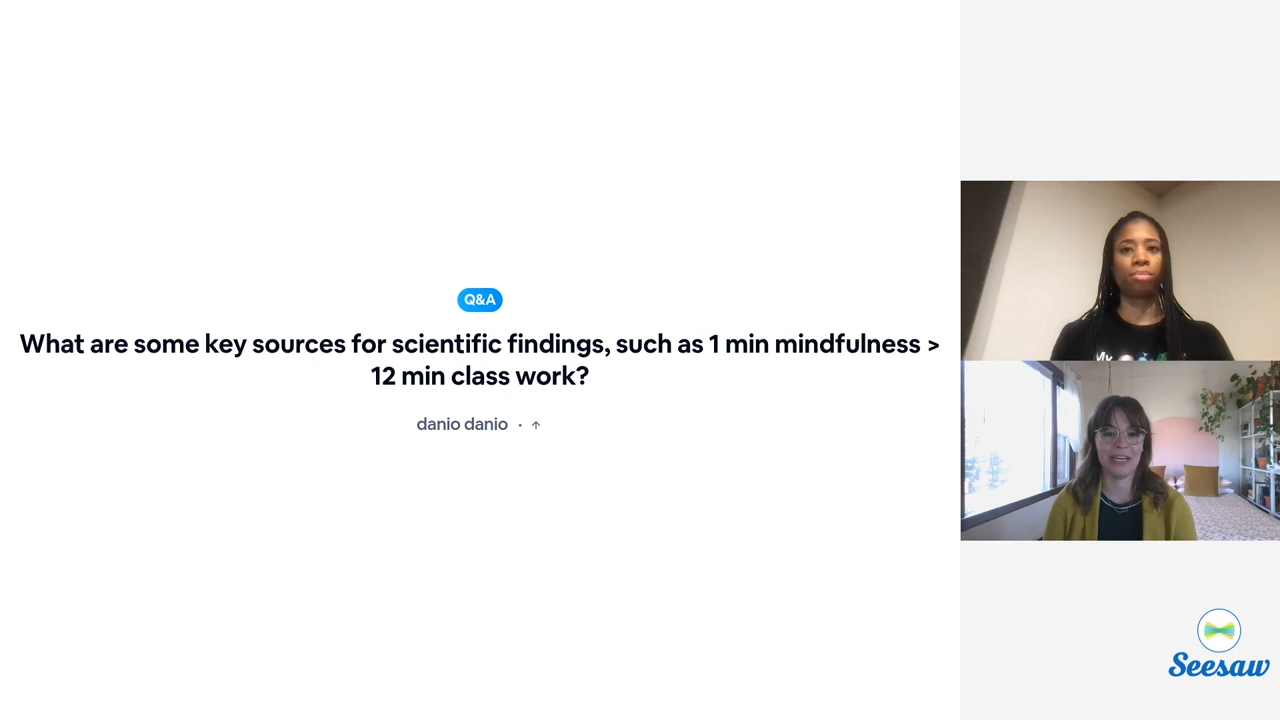 Q&A
What are some key sources for scientific findings, such as 1 min mindfulness >
12 min class work?
danio danio · ↑
My
Seesaw